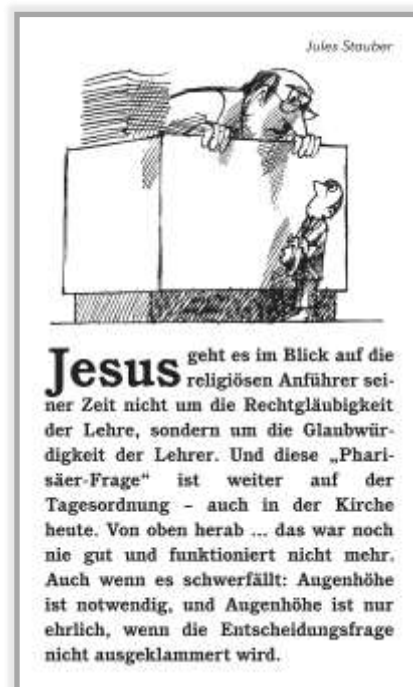 Jules Stauber
Jesus geht es im Blick auf die
religiösen Anführer sei-
ner Zeit nicht um die Rechtgläubigkeit
der Lehre, sondern um die Glaubwür-
digkeit der Lehrer. Und diese „Phari-
säer-Frage“ ist weiter auf der
Tagesordnung – auch in der Kirche
heute. Von oben herab ... das war noch
nie gut und funktioniert nicht mehr.
Auch wenn es schwerfällt: Augenhöhe
ist notwendig, und Augenhöhe ist nur
ehrlich, wenn die Entscheidungsfrage
nicht ausgeklammert wird.